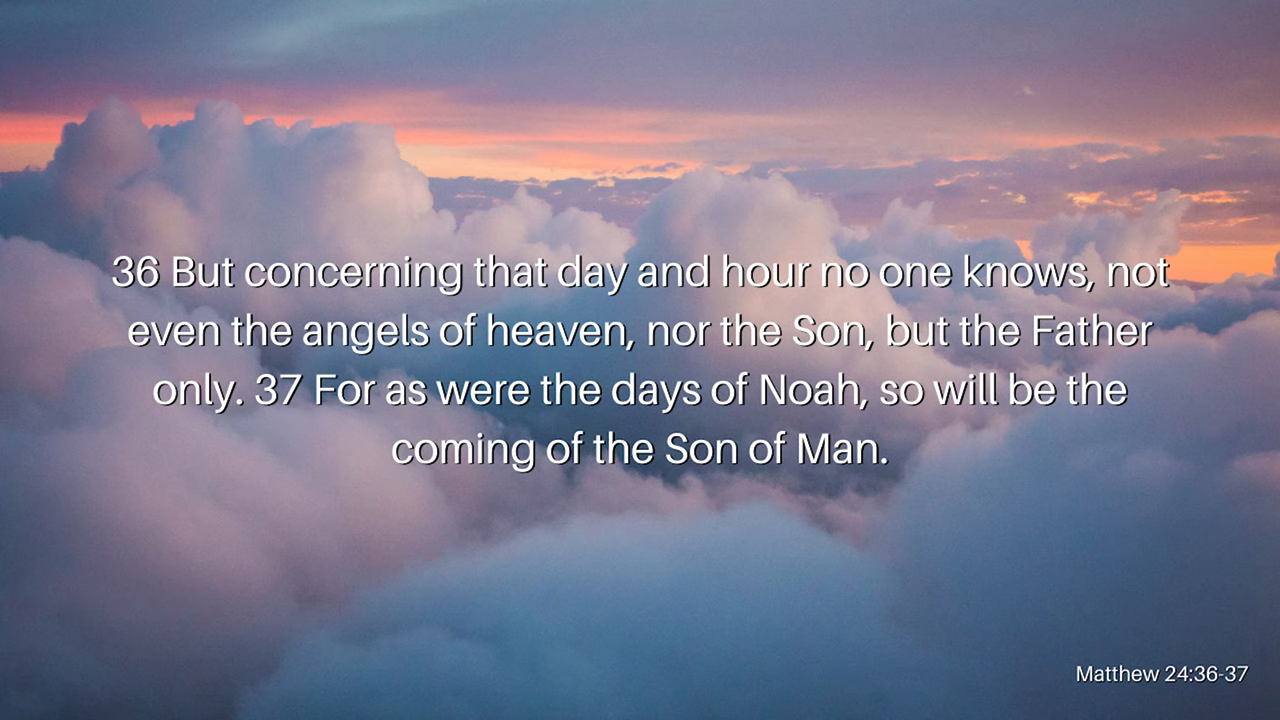 36 But concerning that day and hour no one knows, not
even the angels of heaven, nor the Son, but the Father
only. 37 For as were the days of Noah, so will be the
coming of the Son of Man.
Matthew 24:36-37